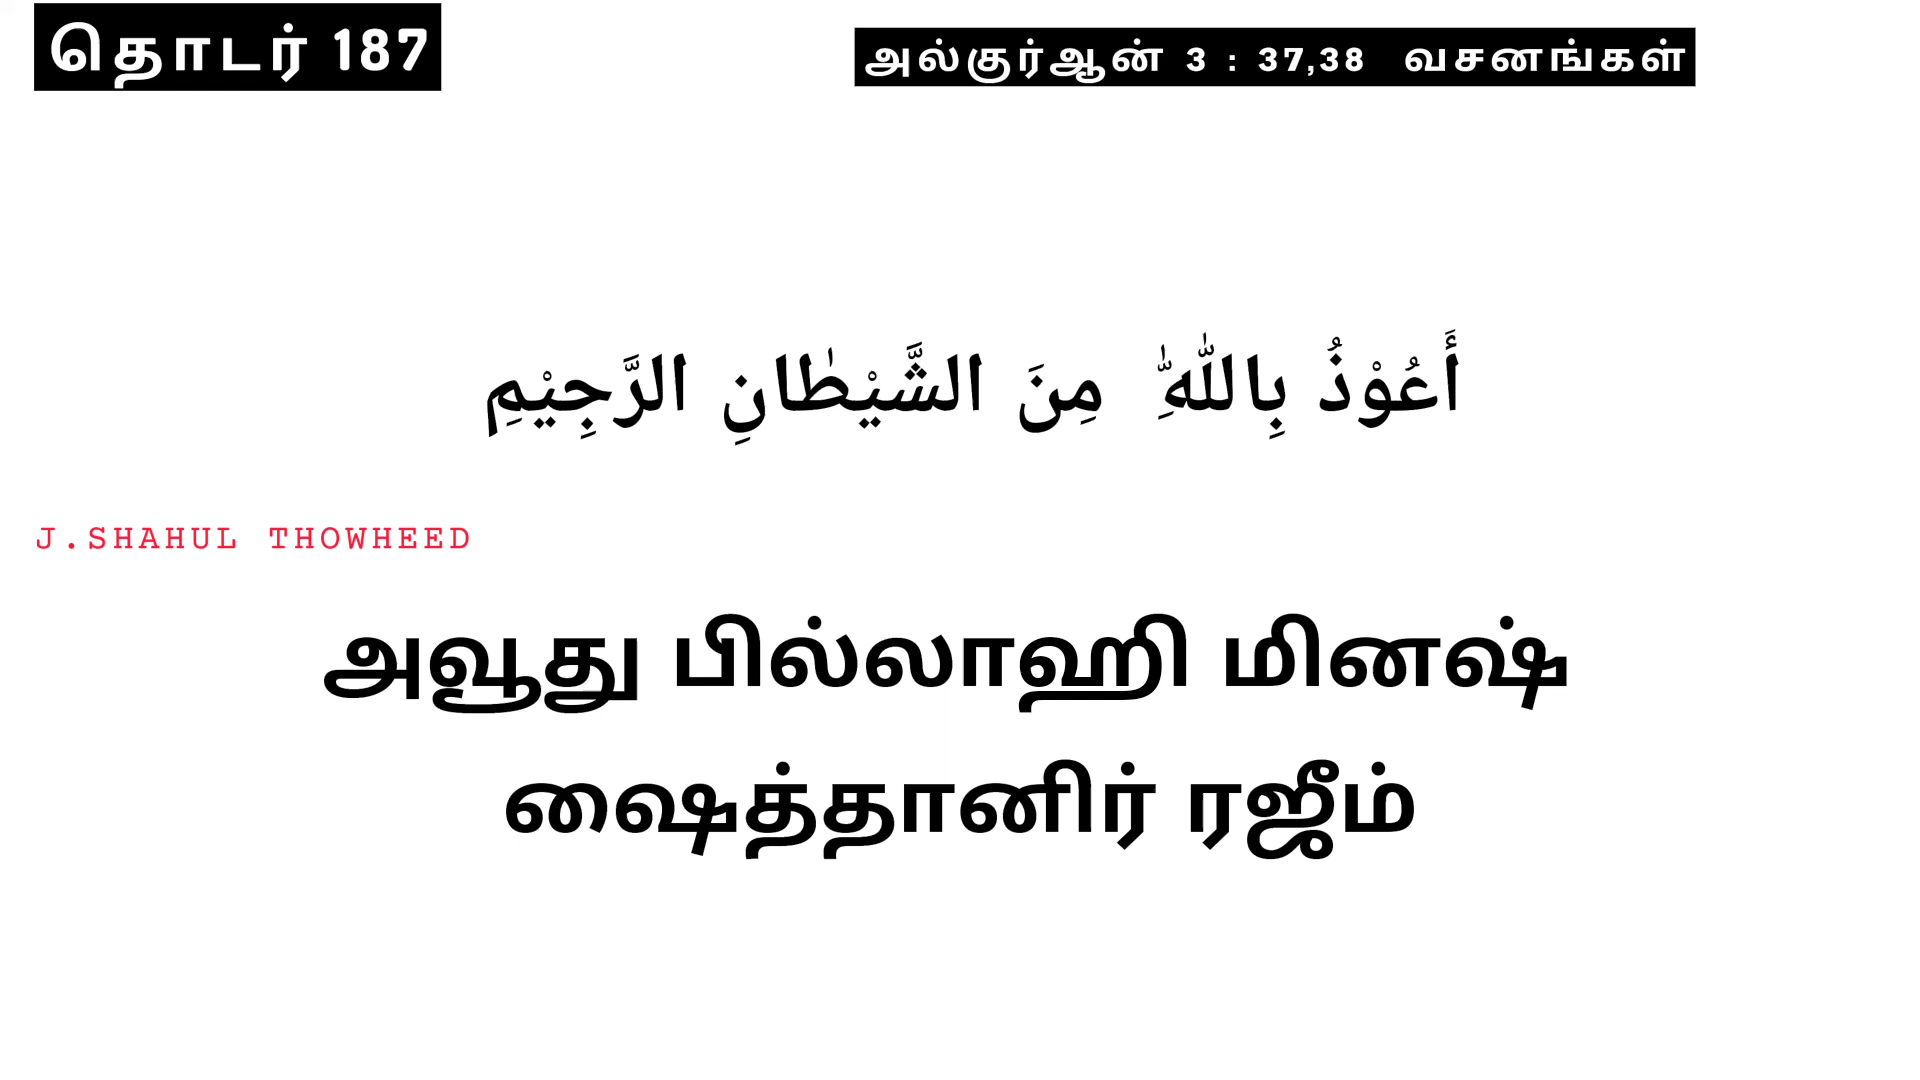 தொடர் 187
அல்குர்ஆன் 3 : 37,38 வசனங்கள்
أَعُوْذُ بِاللّٰهِ مِنَ الشَّيْطٰانِ الرَّجِيْمِ
J.SHAHUL THOWHEED
அவூது பில்லாஹி மினஷ்
ஷைத்தானிர் ரஜீம்